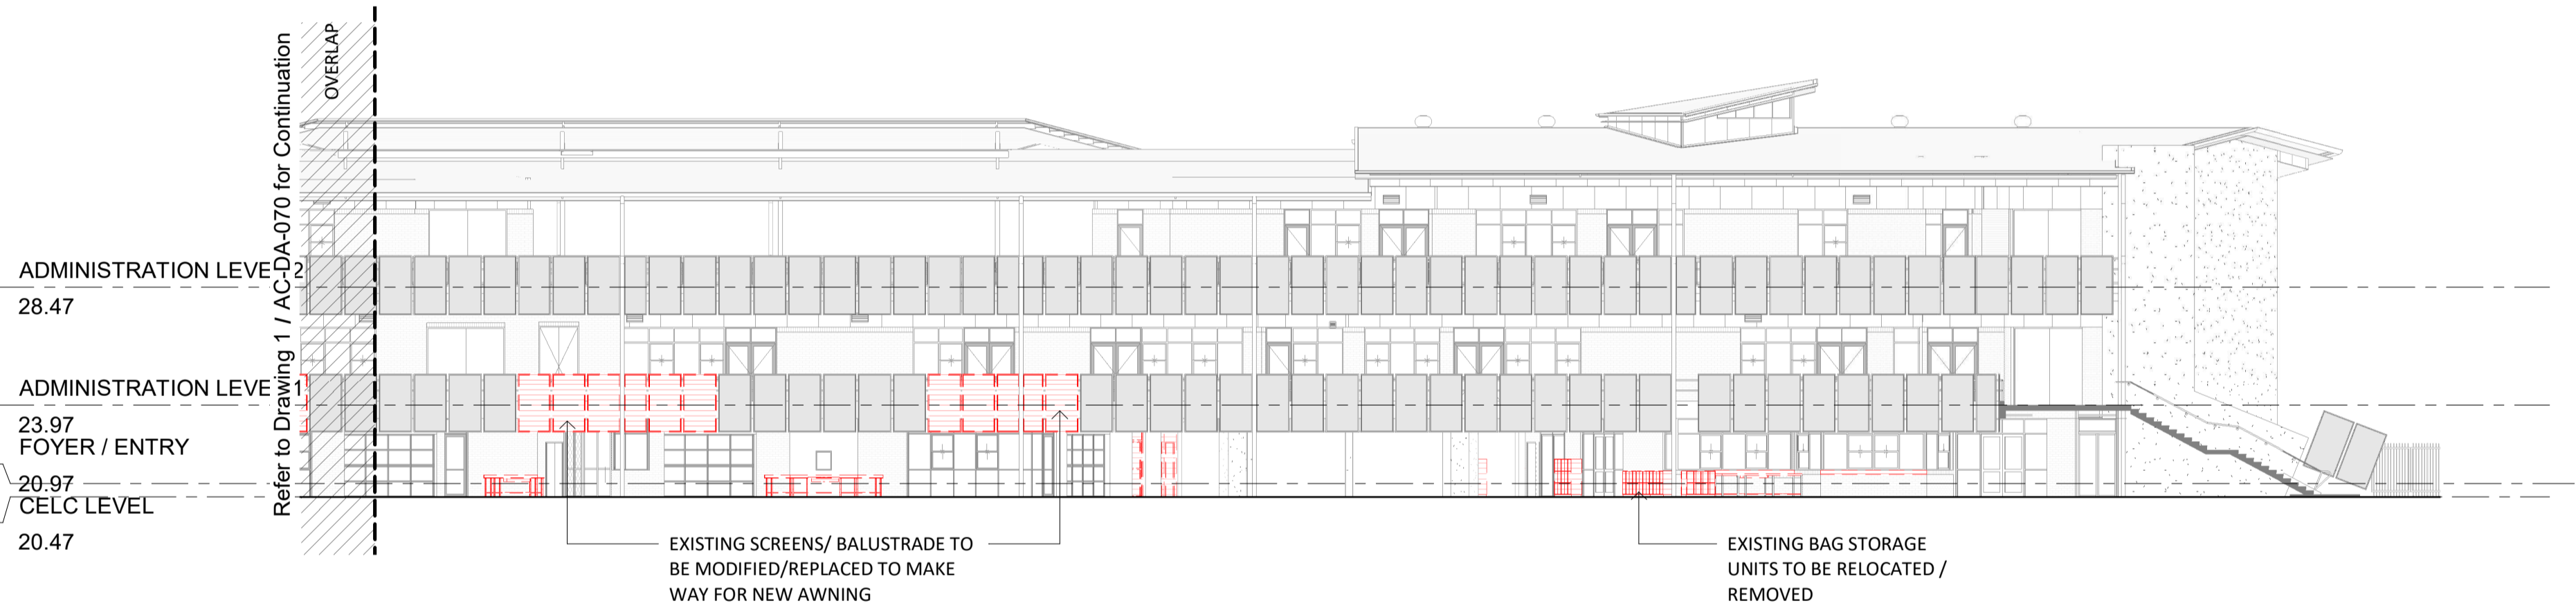 OVERLAP
Refer to Drawing 1 / AC-DA-070 for Continuation
ADMINISTRATION LEVE 2
28.47
ADMINISTRATION LEVE 1
23.97
FOYER / ENTRY
20.97
CELC LEVEL
20.47
EXISTING SCREENS/ BALUSTRADE TO
BE MODIFIED/REPLACED TO MAKE
WAY FOR NEW AWNING
EXISTING BAG STORAGE
UNITS TO BE RELOCATED /
REMOVED